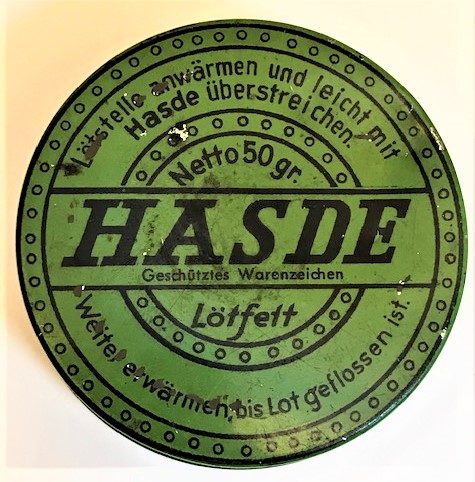 Lötstelle anwärmen und leicht mit
Hasde überstreichen.
Netto 50 gr.
HASDE
Geschütztes Warenzeichen
Lötfett
Weiter erwärmen, bis Lot geflossen ist.